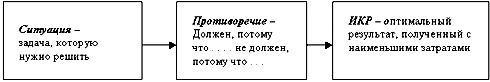 Ситуация –
задача, которую
нужно решить
Противоречие –
Должен, потому
что . . . . не должен,
потому что . . .
ИКР – оптимальный
результат, полученный с
наименьшими затратами